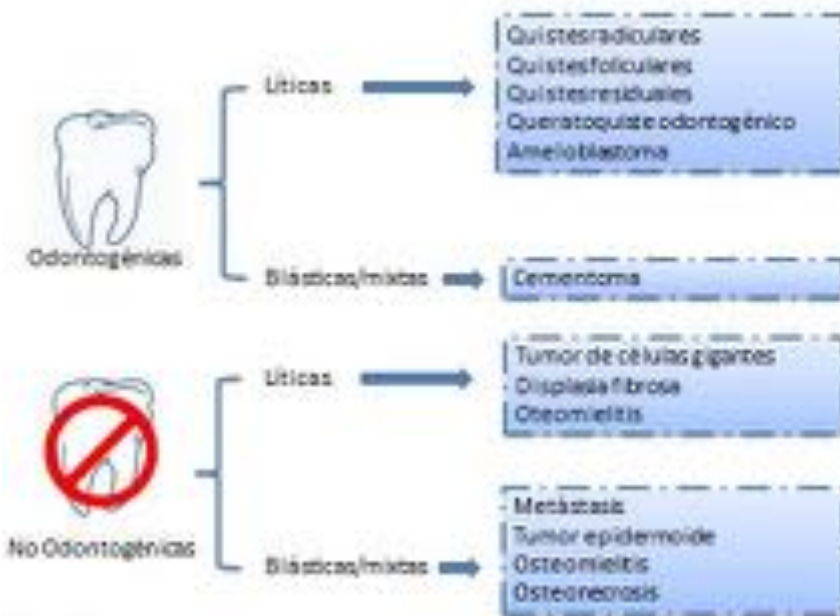 Quistesradiculares
Quistesfoliculares
Quistesresiduales
Queratoquiste odontogénico
Ameloblastoma
Líticas
Odontogénicas
Blásticas/mixtas
Cementoma
Tumor de células gigantes
Displasia fibrosa
Oteomielitis
Líticas
No Odontogénicas
Metástasis
Tumor epidermoide
Osteomielitis
Osteonecrosis
Blásticas/mixtas